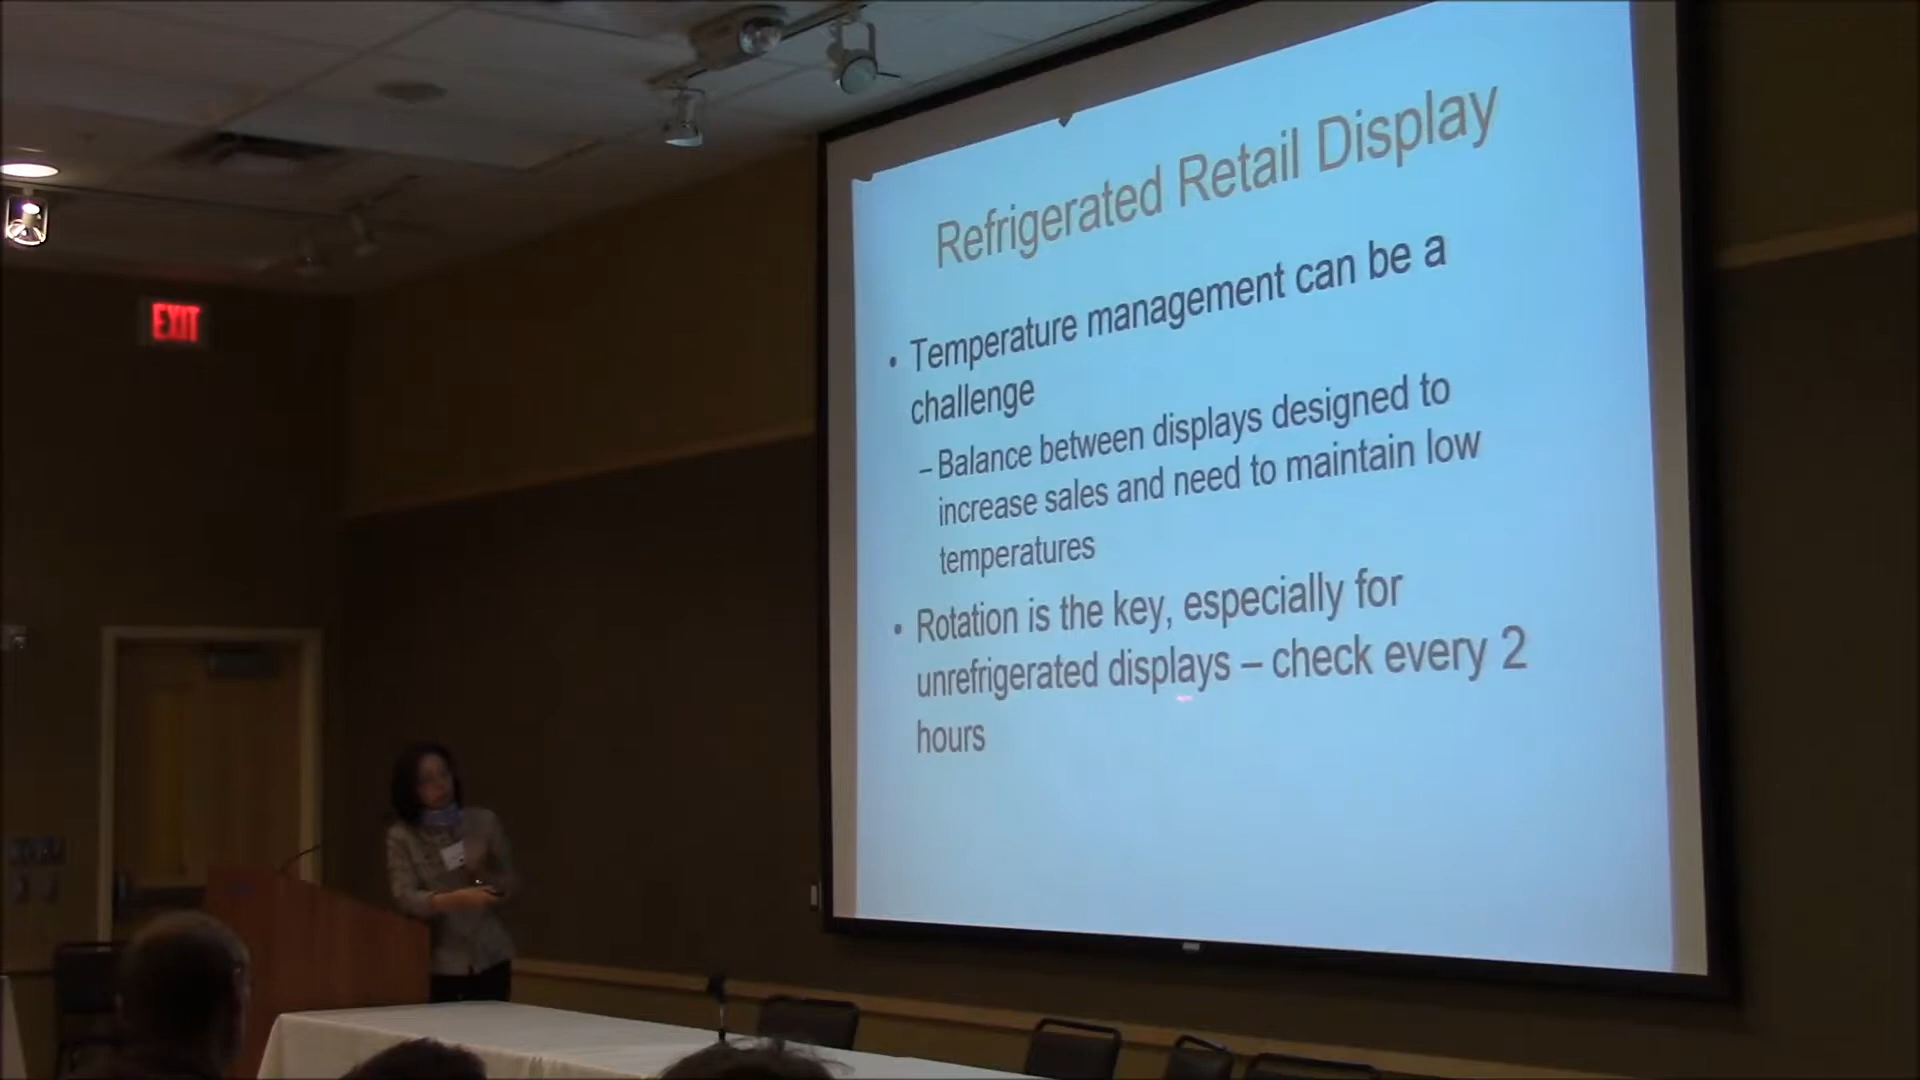 EXIT
Refrigerated Retail Display
• Temperature management can be a
challenge
– Balance between displays designed to
increase sales and need to maintain low
temperatures
• Rotation is the key, especially for
unrefrigerated displays – check every 2
hours